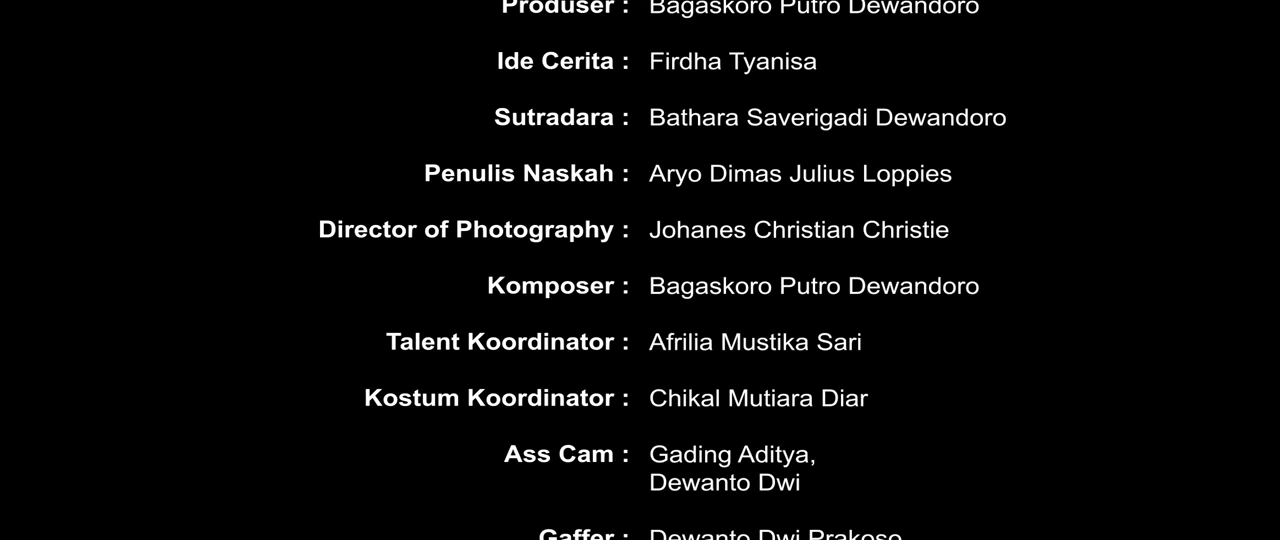 Produser : Bagaskoro Putro Dewandoro
Ide Cerita : Firdha Tyanisa
Sutradara : Bathara Saverigadi Dewandoro
Penulis Naskah : Aryo Dimas Julius Loppies
Director of Photography : Johanes Christian Christie
Komposer : Bagaskoro Putro Dewandoro
Talent Koordinator : Afrilia Mustika Sari
Kostum Koordinator : Chikal Mutiara Diar
Ass Cam : Gading Aditya,
Dewanto Dwi
Gaffer : Dewanto Dwi Prakoso